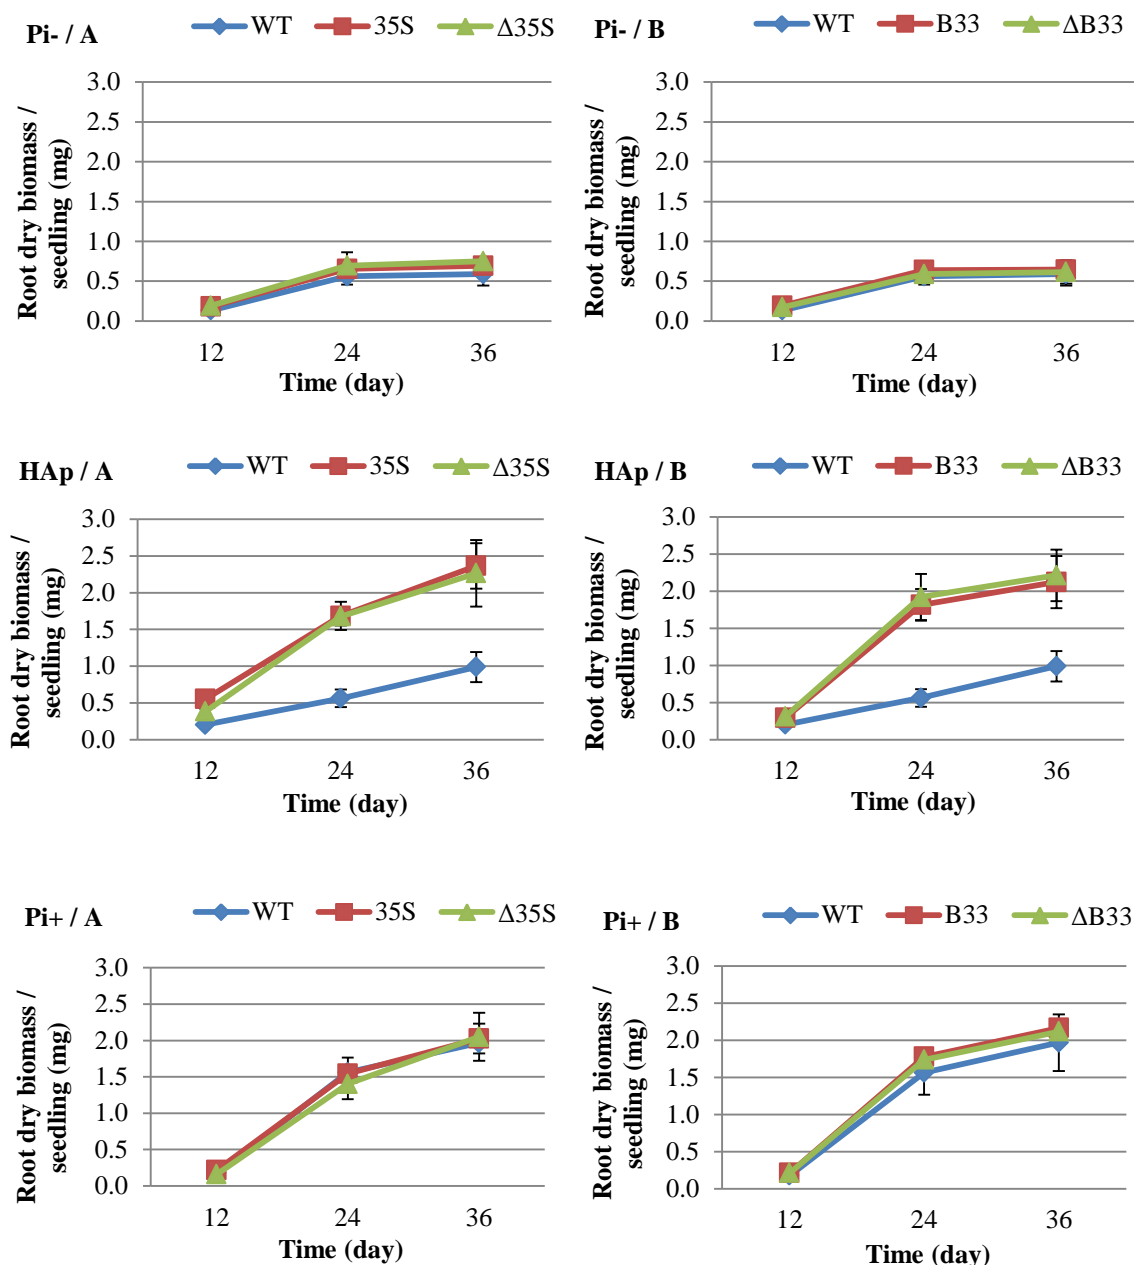 Pi- / A
WT 35S Δ35S
Root dry biomass /
seedling (mg)
3.0
2.5
2.0
1.5
1.0
0.5
0.0
12 24 36
Time (day)
Pi- / B
WT B33 ΔB33
Root dry biomass /
seedling (mg)
3.0
2.5
2.0
1.5
1.0
0.5
0.0
12 24 36
Time (day)
HAp / A
WT 35S Δ35S
Root dry biomass /
seedling (mg)
3.0
2.5
2.0
1.5
1.0
0.5
0.0
12 24 36
Time (day)
HAp / B
WT B33 ΔB33
Root dry biomass /
seedling (mg
3.0
2.5
2.0
1.5
1.0
0.5
0.0
12 24 36
Time (day)
Pi+ / A
WT 35S Δ35S
Root dry biomass /
seedling (mg)
3.0
2.5
2.0
1.5
1.0
0.5
0.0
12 24 36
Time (day)
Pi+ / B
WT B33 ΔB33
Root dry biomass /
seedling (mg)
3.0
2.5
2.0
1.5
1.0
0.5
0.0
12 24 36
Time (day)